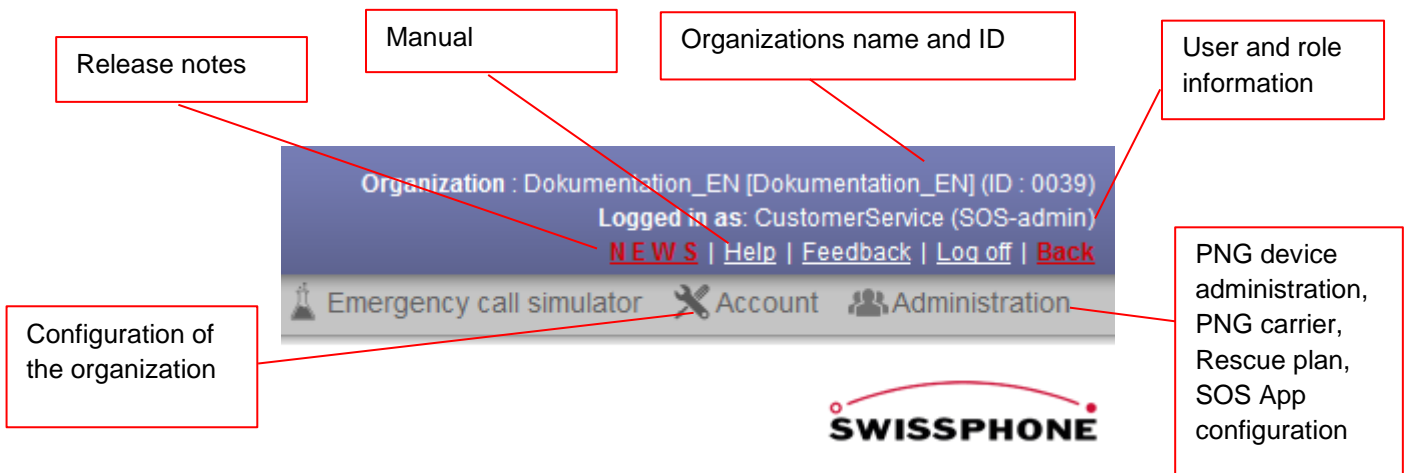 Release notes
Manual
Organizations name and ID
User and role
information
Organization : Dokumentation_EN [Dokumentation_EN] (ID : 0039)
Logged in as: CustomerService (SOS-admin)
N E W S | Help | Feedback | Log off | Back
Emergency call simulator Account Administration
Configuration of
the organization
PNG device
administration,
PNG carrier,
Rescue plan,
SOS App
configuration
SWISSPHONE